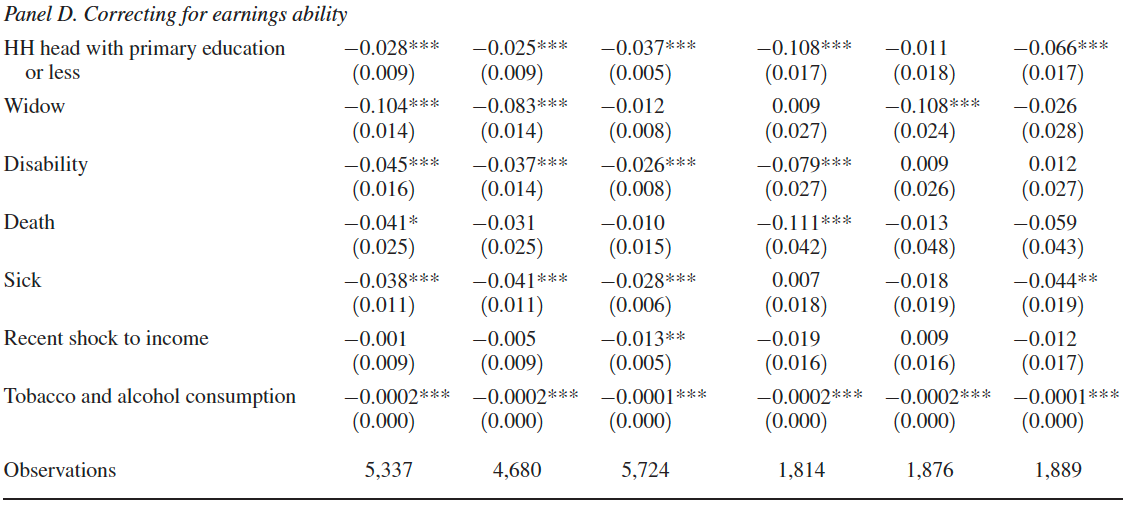 Panel D. Correcting for earnings ability
HH head with primary education −0.028*** −0.025*** −0.037*** −0.108*** −0.011 −0.066***
or less (0.009) (0.009) (0.005) (0.017) (0.018) (0.017)
Widow −0.104*** −0.083*** −0.012 0.009 −0.108*** −0.026
(0.014) (0.014) (0.008) (0.027) (0.024) (0.028)
Disability −0.045*** −0.037*** −0.026*** −0.079*** 0.009 0.012
(0.016) (0.014) (0.008) (0.027) (0.026) (0.027)
Death −0.041* −0.031 −0.010 −0.111*** −0.013 −0.059
(0.025) (0.025) (0.015) (0.042) (0.048) (0.043)
Sick −0.038*** −0.041*** −0.028*** 0.007 −0.018 −0.044**
(0.011) (0.011) (0.006) (0.018) (0.019) (0.019)
Recent shock to income −0.001 −0.005 −0.013** −0.019 0.009 −0.012
(0.009) (0.009) (0.005) (0.016) (0.016) (0.017)
Tobacco and alcohol consumption −0.0002*** −0.0002*** −0.0001*** −0.0002*** −0.0002*** −0.0001***
(0.000) (0.000) (0.000) (0.000) (0.000) (0.000)
Observations 5,337 4,680 5,724 1,814 1,876 1,889